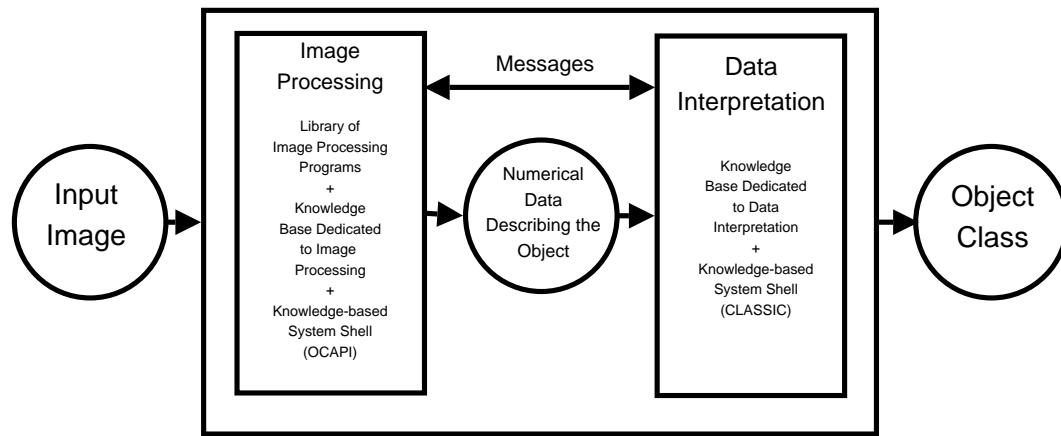 Input
Image
Image
Processing
Library of
Image Processing
Programs
+
Knowledge
Base Dedicated
to Image
Processing
+
Knowledge-based
System Shell
(OCAPI)
Messages
Numerical
Data
Describing the
Object
Data
Interpretation
Knowledge
Base Dedicated
to Data
Interpretation
+
Knowledge-based
System Shell
(CLASSIC)
Object
Class